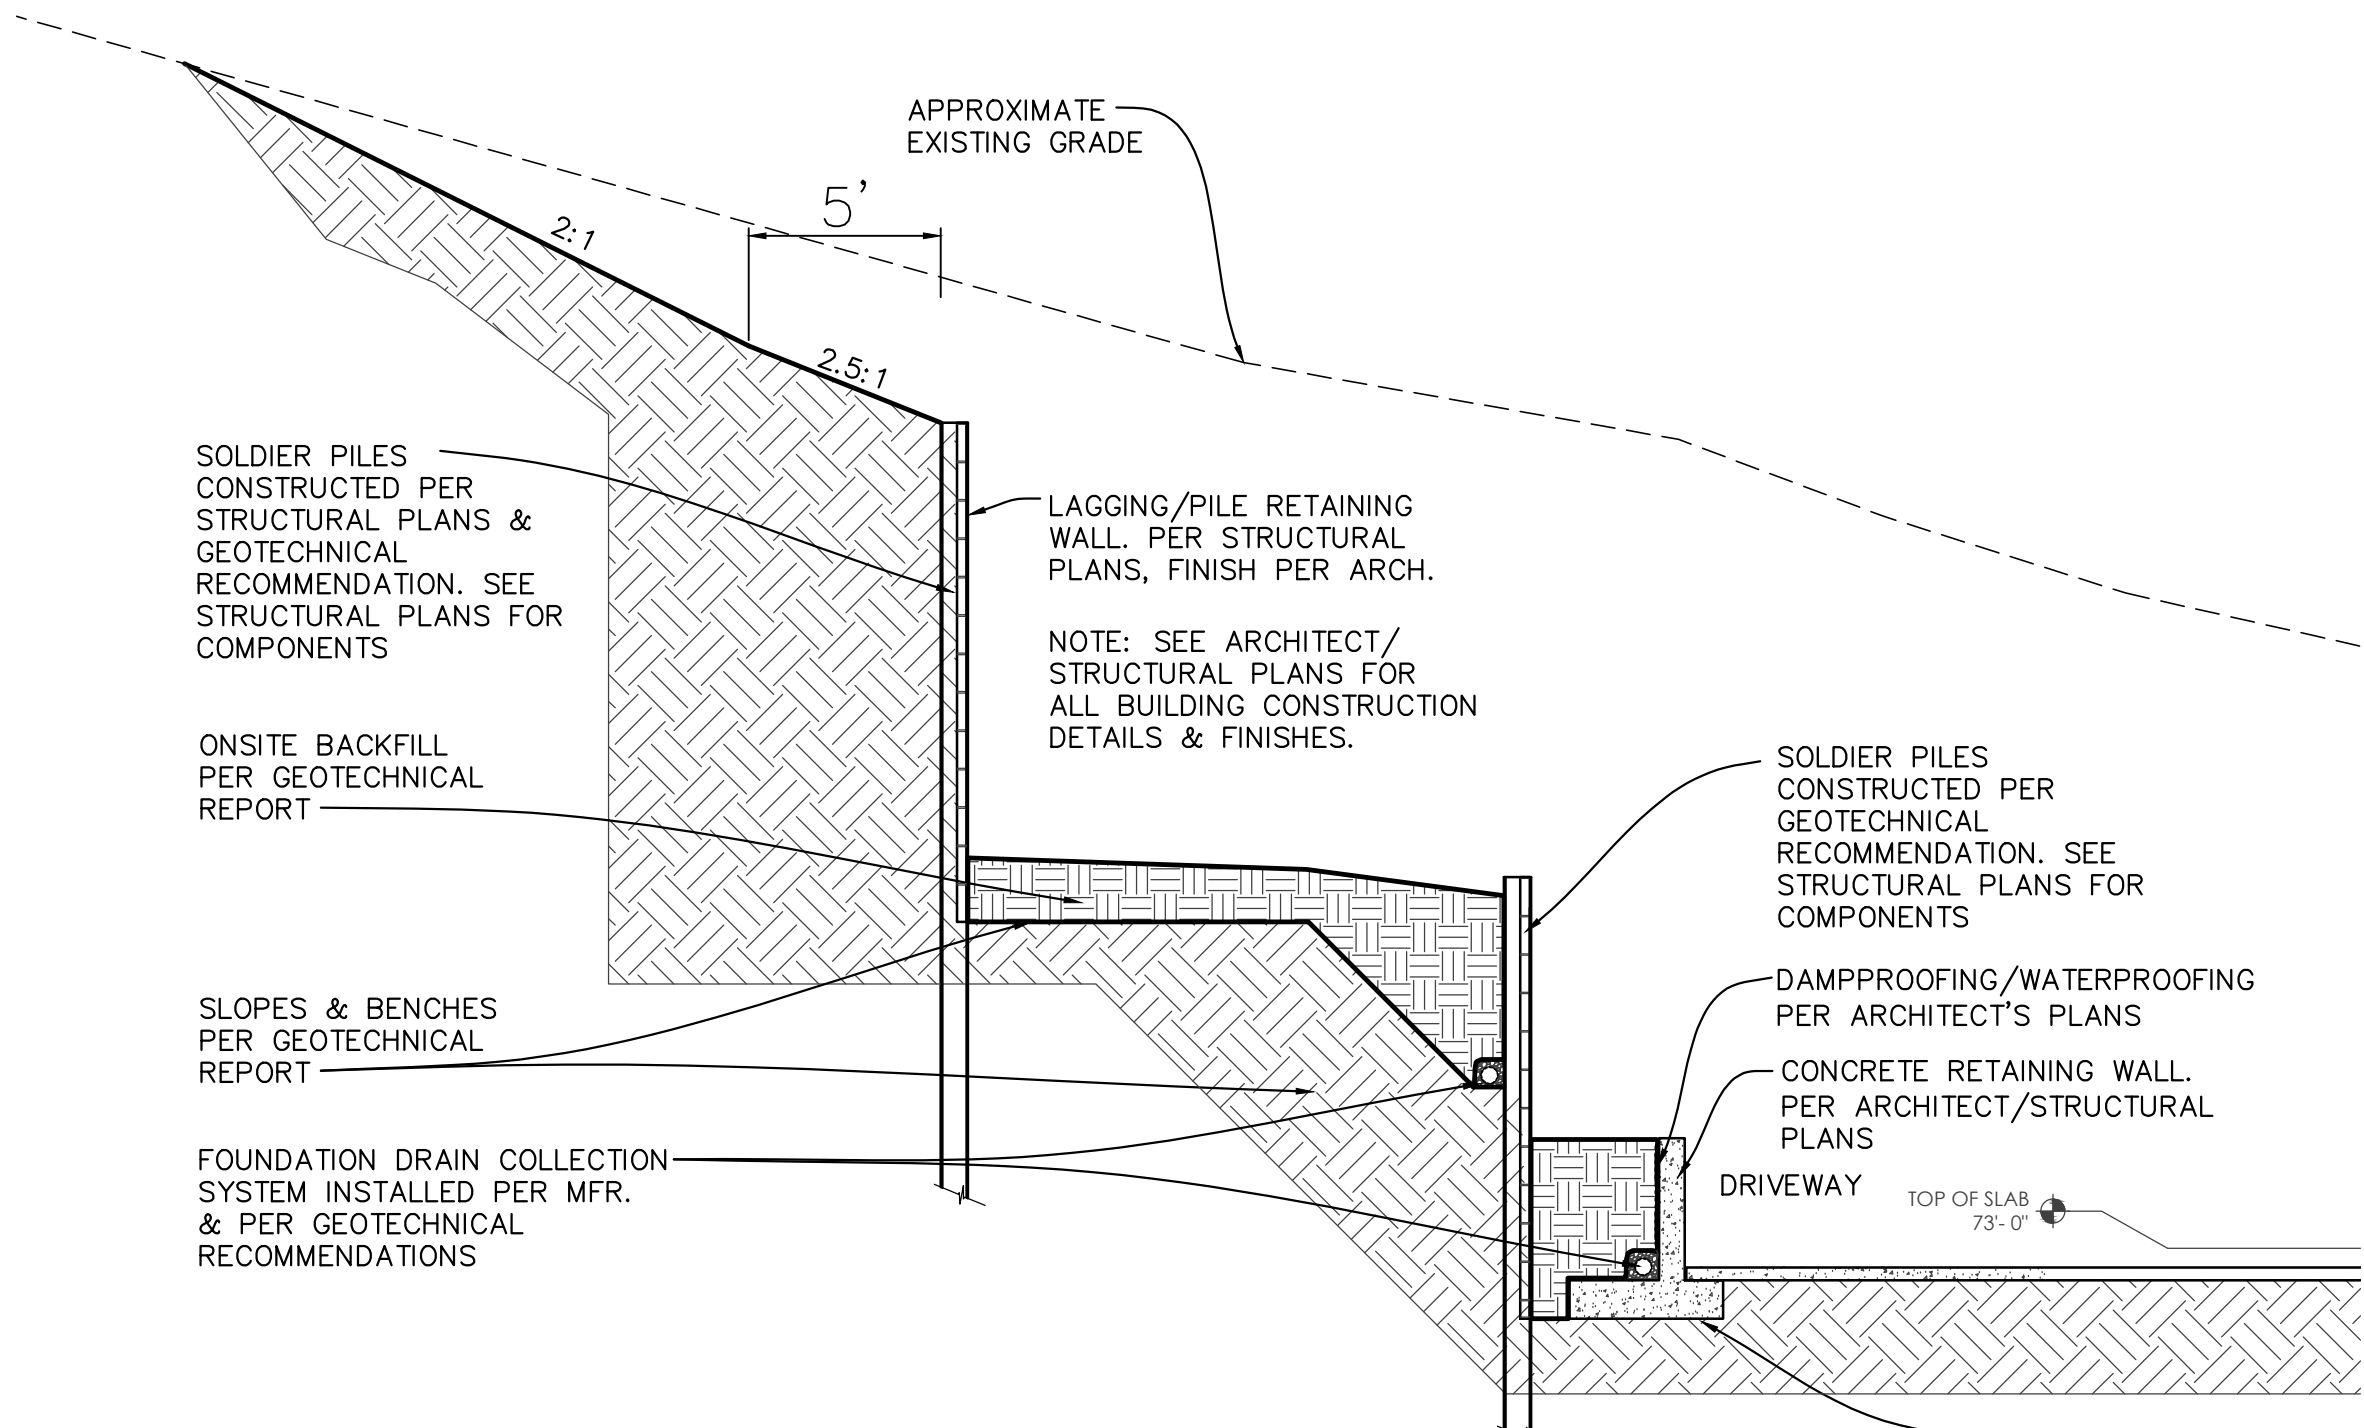 APPROXIMATE
EXISTING GRADE
5'
2:1
2.5:1
SOLDIER PILES
CONSTRUCTED PER
STRUCTURAL PLANS &
GEOTECHNICAL
RECOMMENDATION. SEE
STRUCTURAL PLANS FOR
COMPONENTS
LAGGING/PILE RETAINING
WALL. PER STRUCTURAL
PLANS, FINISH PER ARCH.
NOTE: SEE ARCHITECT/
STRUCTURAL PLANS FOR
ALL BUILDING CONSTRUCTION
DETAILS & FINISHES.
ONSITE BACKFILL
PER GEOTECHNICAL
REPORT
SOLDIER PILES
CONSTRUCTED PER
GEOTECHNICAL
RECOMMENDATION. SEE
STRUCTURAL PLANS FOR
COMPONENTS
DAMPPROOFING/WATERPROOFING
PER ARCHITECT'S PLANS
SLOPES & BENCHES
PER GEOTECHNICAL
REPORT
CONCRETE RETAINING WALL.
PER ARCHITECT/STRUCTURAL
PLANS
FOUNDATION DRAIN COLLECTION
SYSTEM INSTALLED PER MFR.
& PER GEOTECHNICAL
RECOMMENDATIONS
DRIVEWAY
TOP OF SLAB
73'- 0"